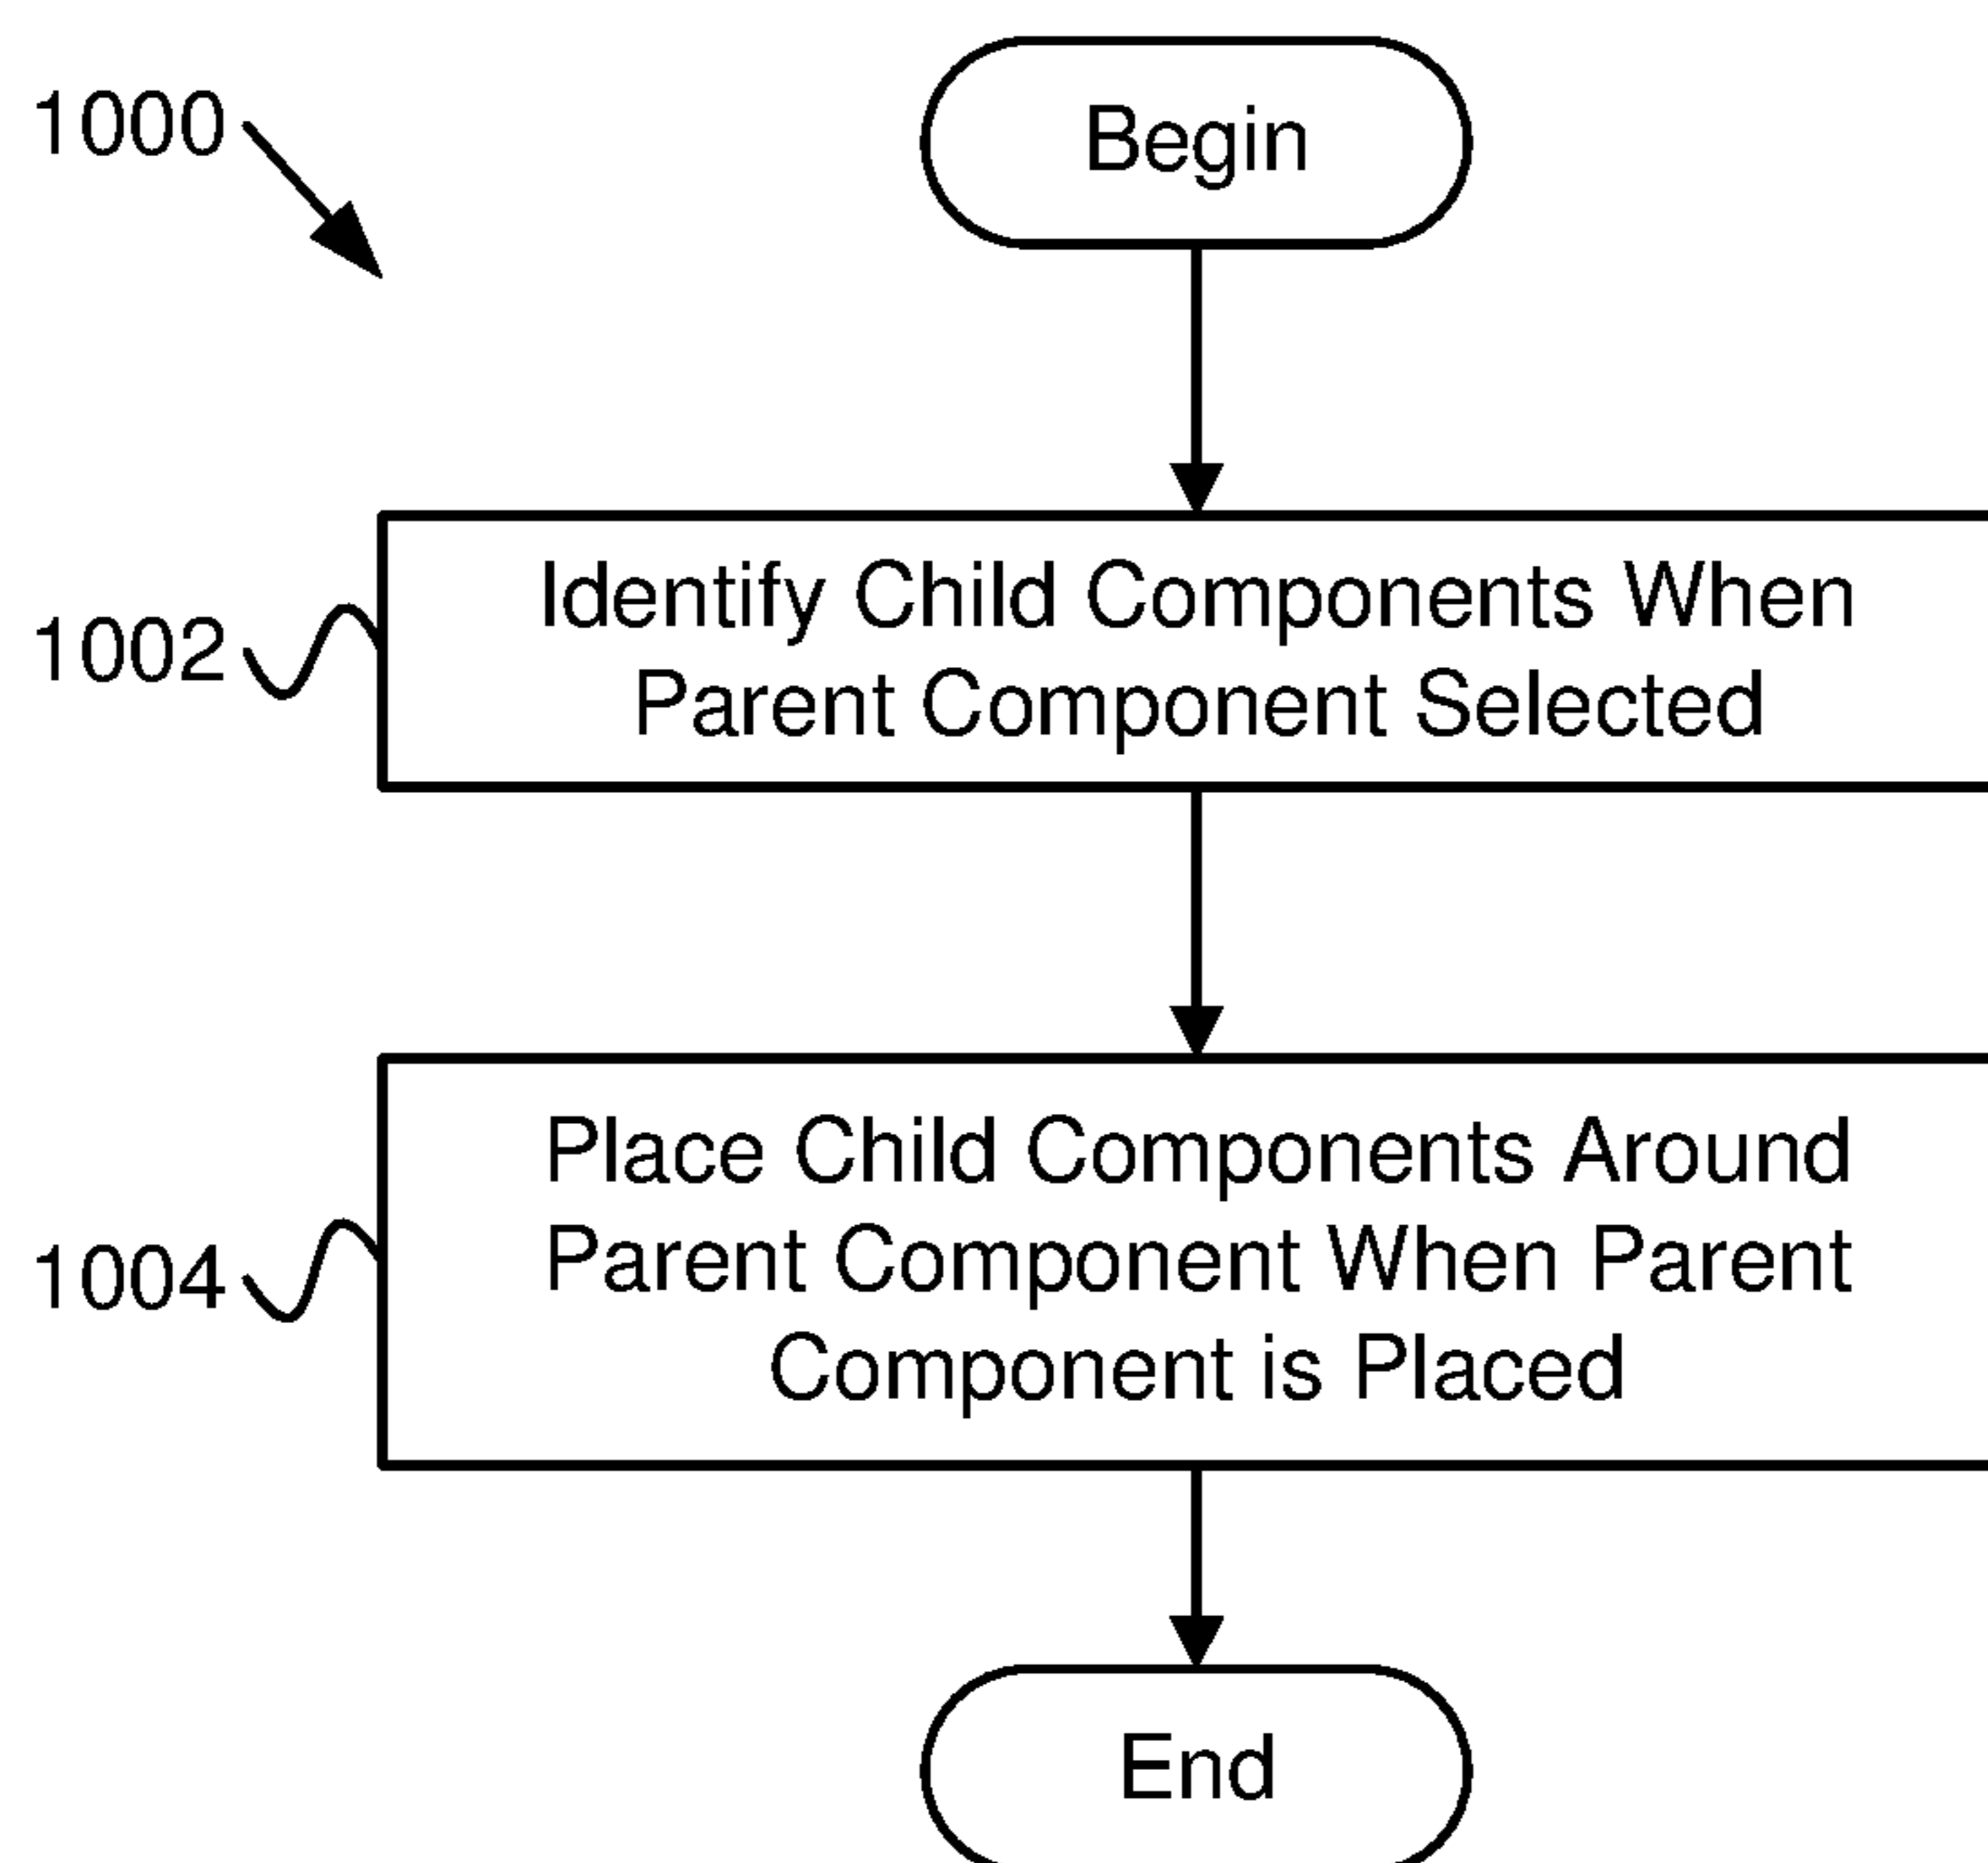 1000
Begin
1002
Identify Child Components When
Parent Component Selected
1004
Place Child Components Around
Parent Component When Parent
Component is Placed
End